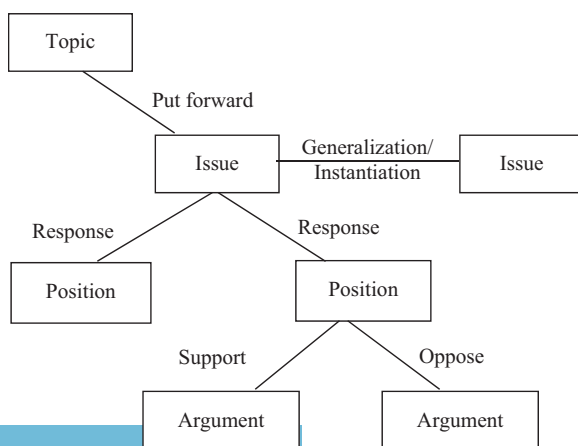 Topic
Put forward
Generalization/
Issue
Issue
Instantiation
Response
Response
Position
Position
Support
Oppose
Argument
Argument